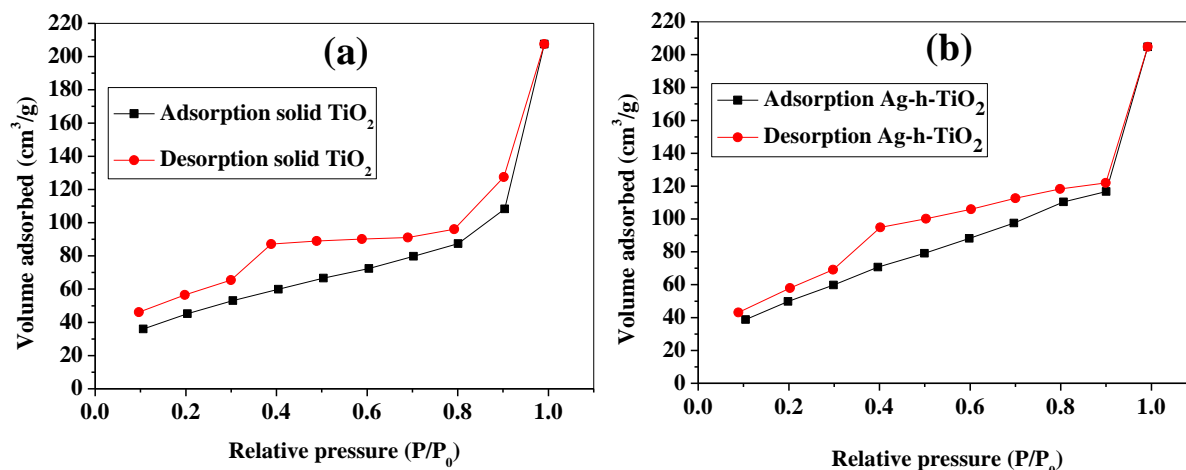 (a)
Adsorption solid TiO₂
Desorption solid TiO₂
Volume adsorbed (cm³/g)
220
200
180
160
140
120
100
80
60
40
20
0
0.0 0.2 0.4 0.6 0.8 1.0
Relative pressure (P/P₀)
(b)
Adsorption Ag-h-TiO₂
Desorption Ag-h-TiO₂
Volume adsorbed (cm³/g)
220
200
180
160
140
120
100
80
60
40
20
0
0.0 0.2 0.4 0.6 0.8 1.0
Relative pressure (P/P₀)